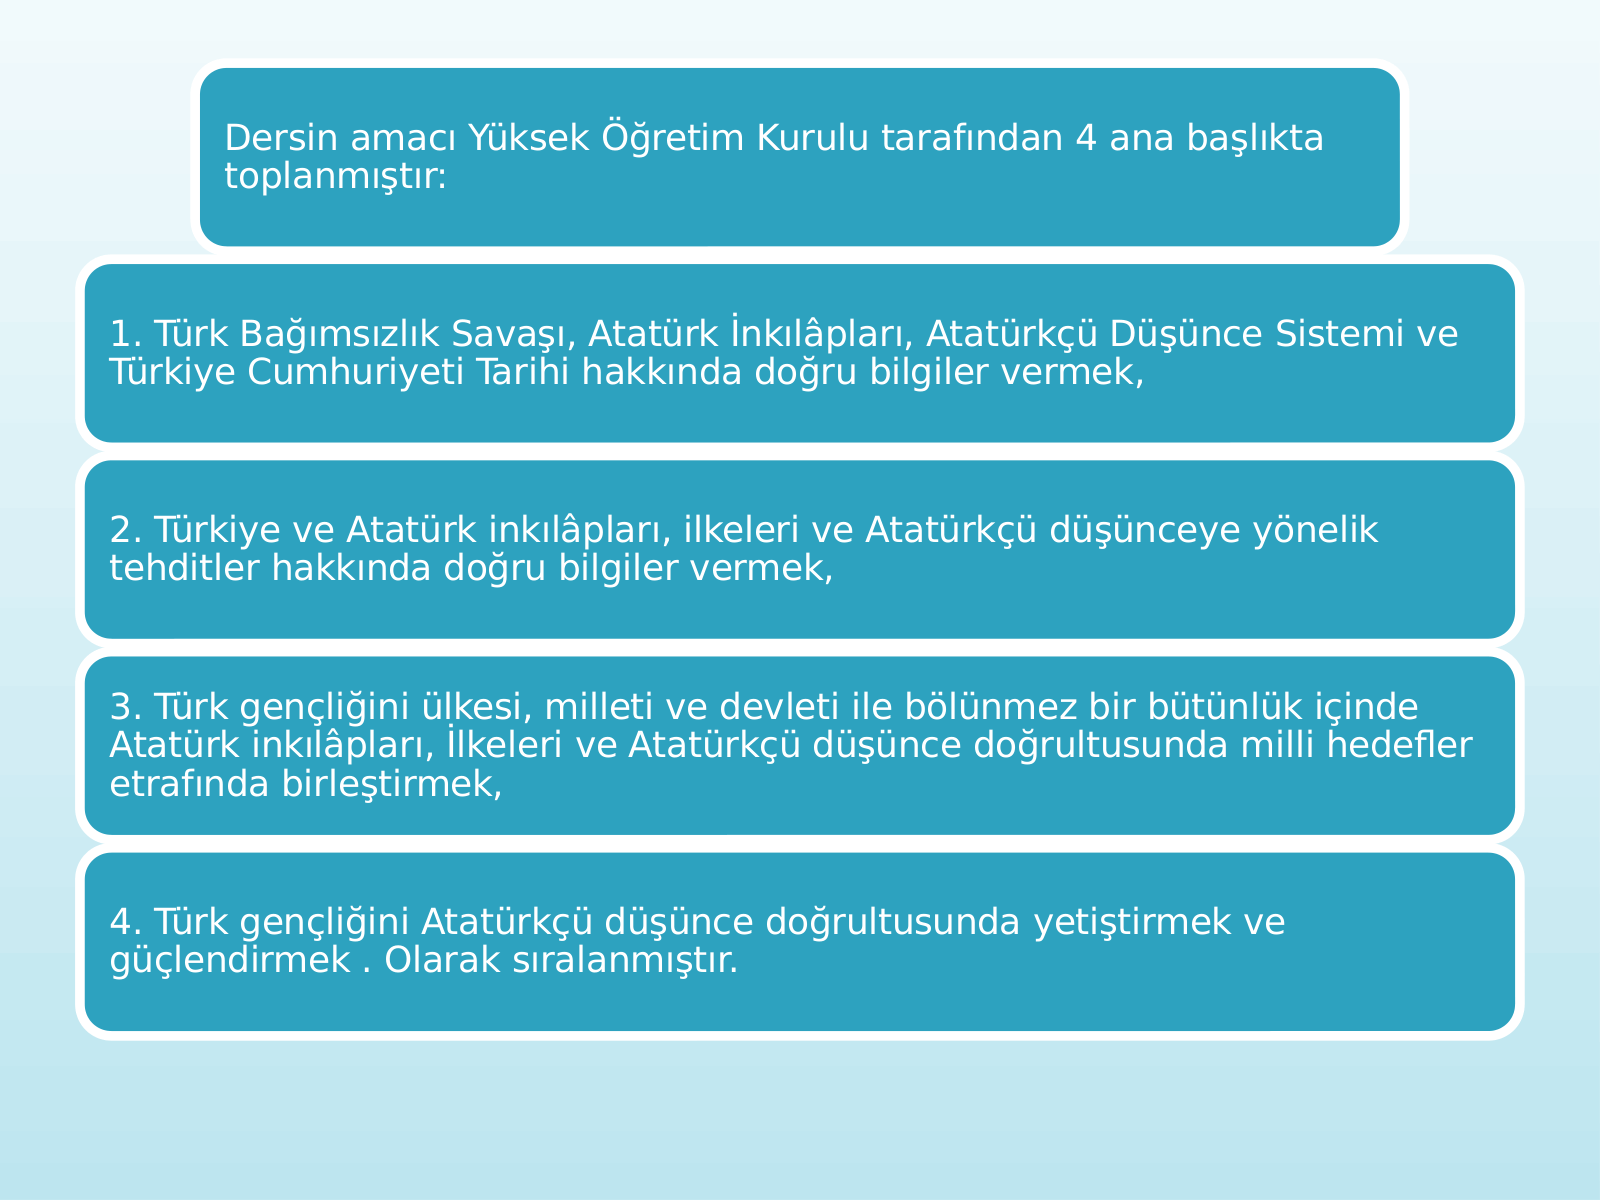 Dersin amacı Yüksek Öğretim Kurulu tarafından 4 ana başlıkta
toplanmıştır:
1. Türk Bağımsızlık Savaşı, Atatürk İnkılâpları, Atatürkçü Düşünce Sistemi ve
Türkiye Cumhuriyeti Tarihi hakkında doğru bilgiler vermek,
2. Türkiye ve Atatürk inkılâpları, ilkeleri ve Atatürkçü düşünceye yönelik
tehditler hakkında doğru bilgiler vermek,
3. Türk gençliğini ülkesi, milleti ve devleti ile bölünmez bir bütünlük içinde
Atatürk inkılâpları, İlkeleri ve Atatürkçü düşünce doğrultusunda milli hedefler
etrafında birleştirmek,
4. Türk gençliğini Atatürkçü düşünce doğrultusunda yetiştirmek ve
güçlendirmek . Olarak sıralanmıştır.